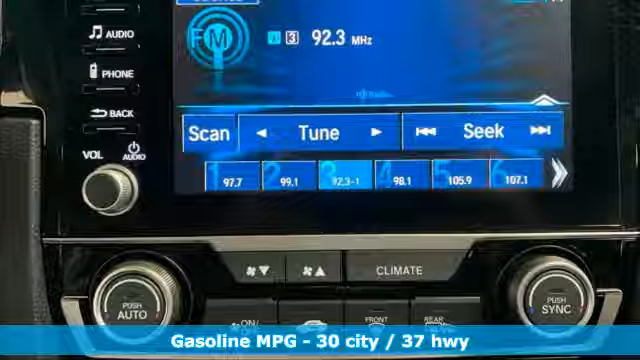 AUDIO
PHONE
BACK
VOL
AUDIO
FM
3
92.3 MHz
Scan
Tune
Seek
1 97.7
2 99.1
3 92.3-1
4 98.1
5 105.9
6 107.1
CLIMATE
PUSH
AUTO
ON/
FRONT
REAR
PUSH
SYNC
Gasoline MPG - 30 city / 37 hwy